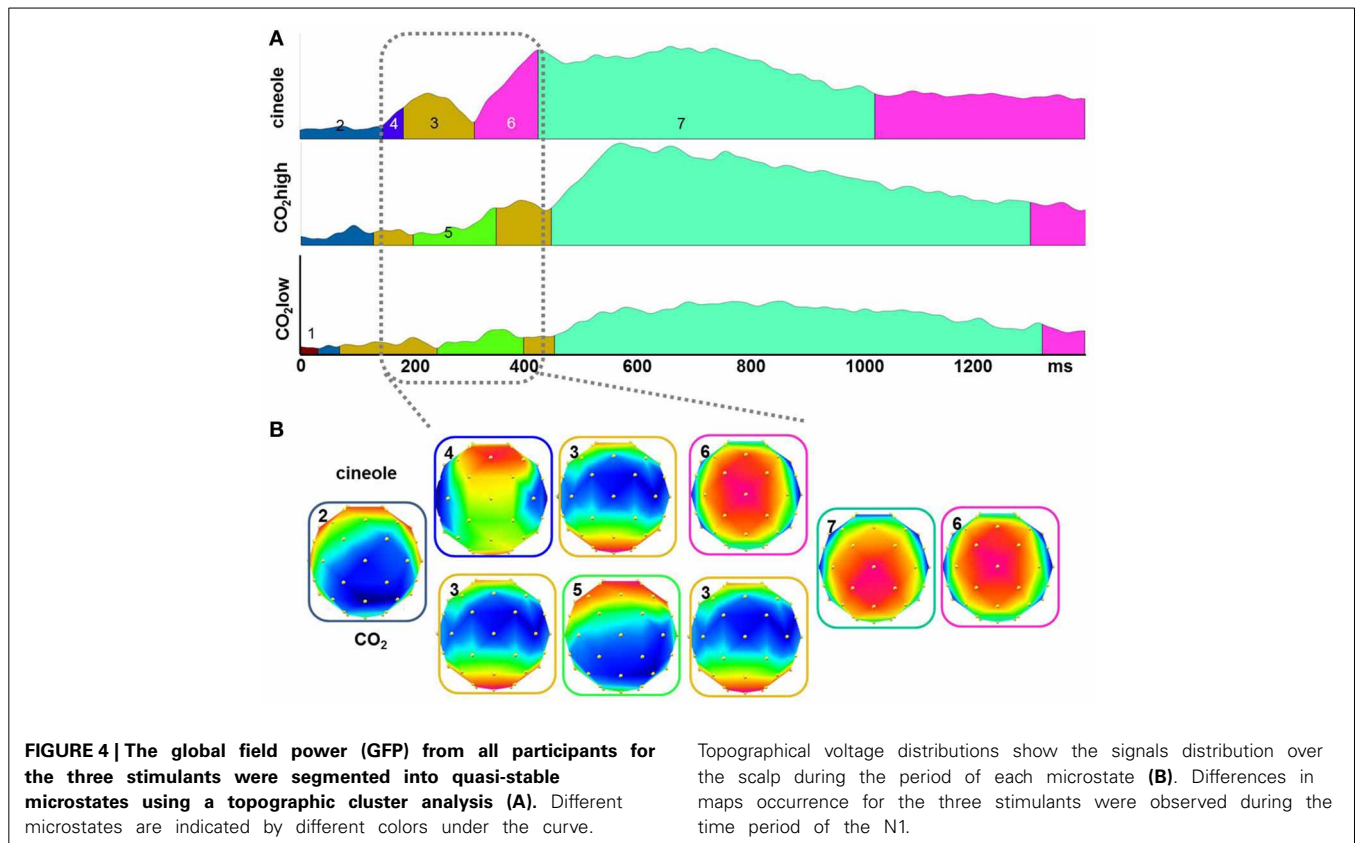 A
cineole
2
4
3
6
7
CO₂high
5
CO₂low
1
0 200 400 600 800 1000 1200 ms
B
cineole
4
3
6
2
7
6
3
5
3
CO₂
FIGURE 4 | The global field power (GFP) from all participants for
the three stimulants were segmented into quasi-stable
microstates using a topographic cluster analysis (A). Different
microstates are indicated by different colors under the curve.
Topographical voltage distributions show the signals distribution over
the scalp during the period of each microstate (B). Differences in
maps occurrence for the three stimulants were observed during the
time period of the N1.